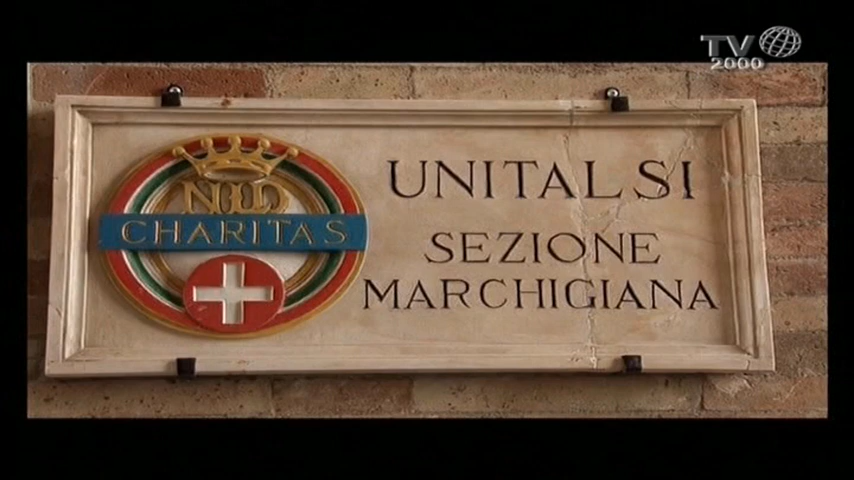 TV
2000
UNITALSI
SEZIONE
MARCHIGIANA
CHARITAS